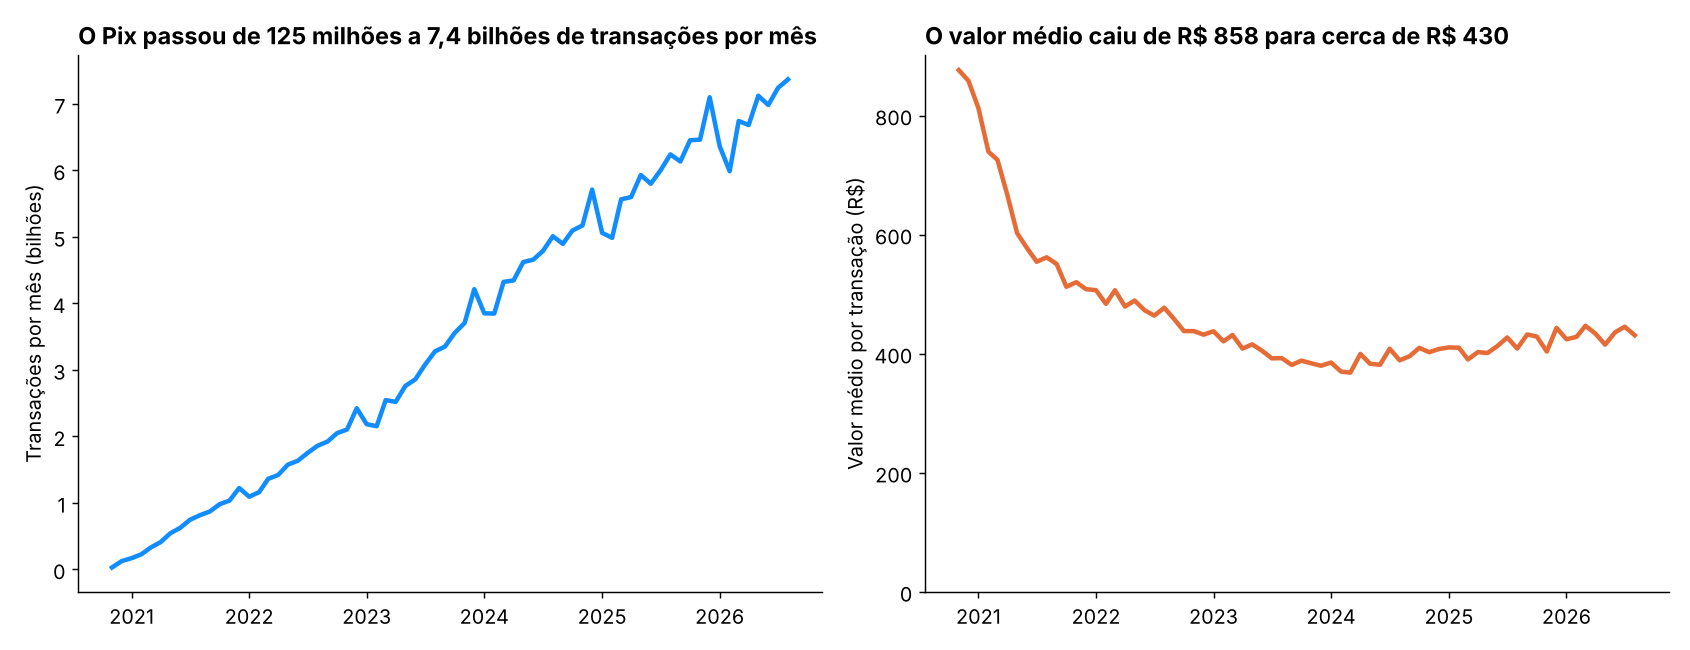 O Pix passou de 125 milhões a 7,4 bilhões de transações por mês
Transações por mês (bilhões)
7
6
5
4
3
2
1
0
2021 2022 2023 2024 2025 2026
O valor médio caiu de R$ 858 para cerca de R$ 430
Valor médio por transação (R$)
800
600
400
200
0
2021 2022 2023 2024 2025 2026